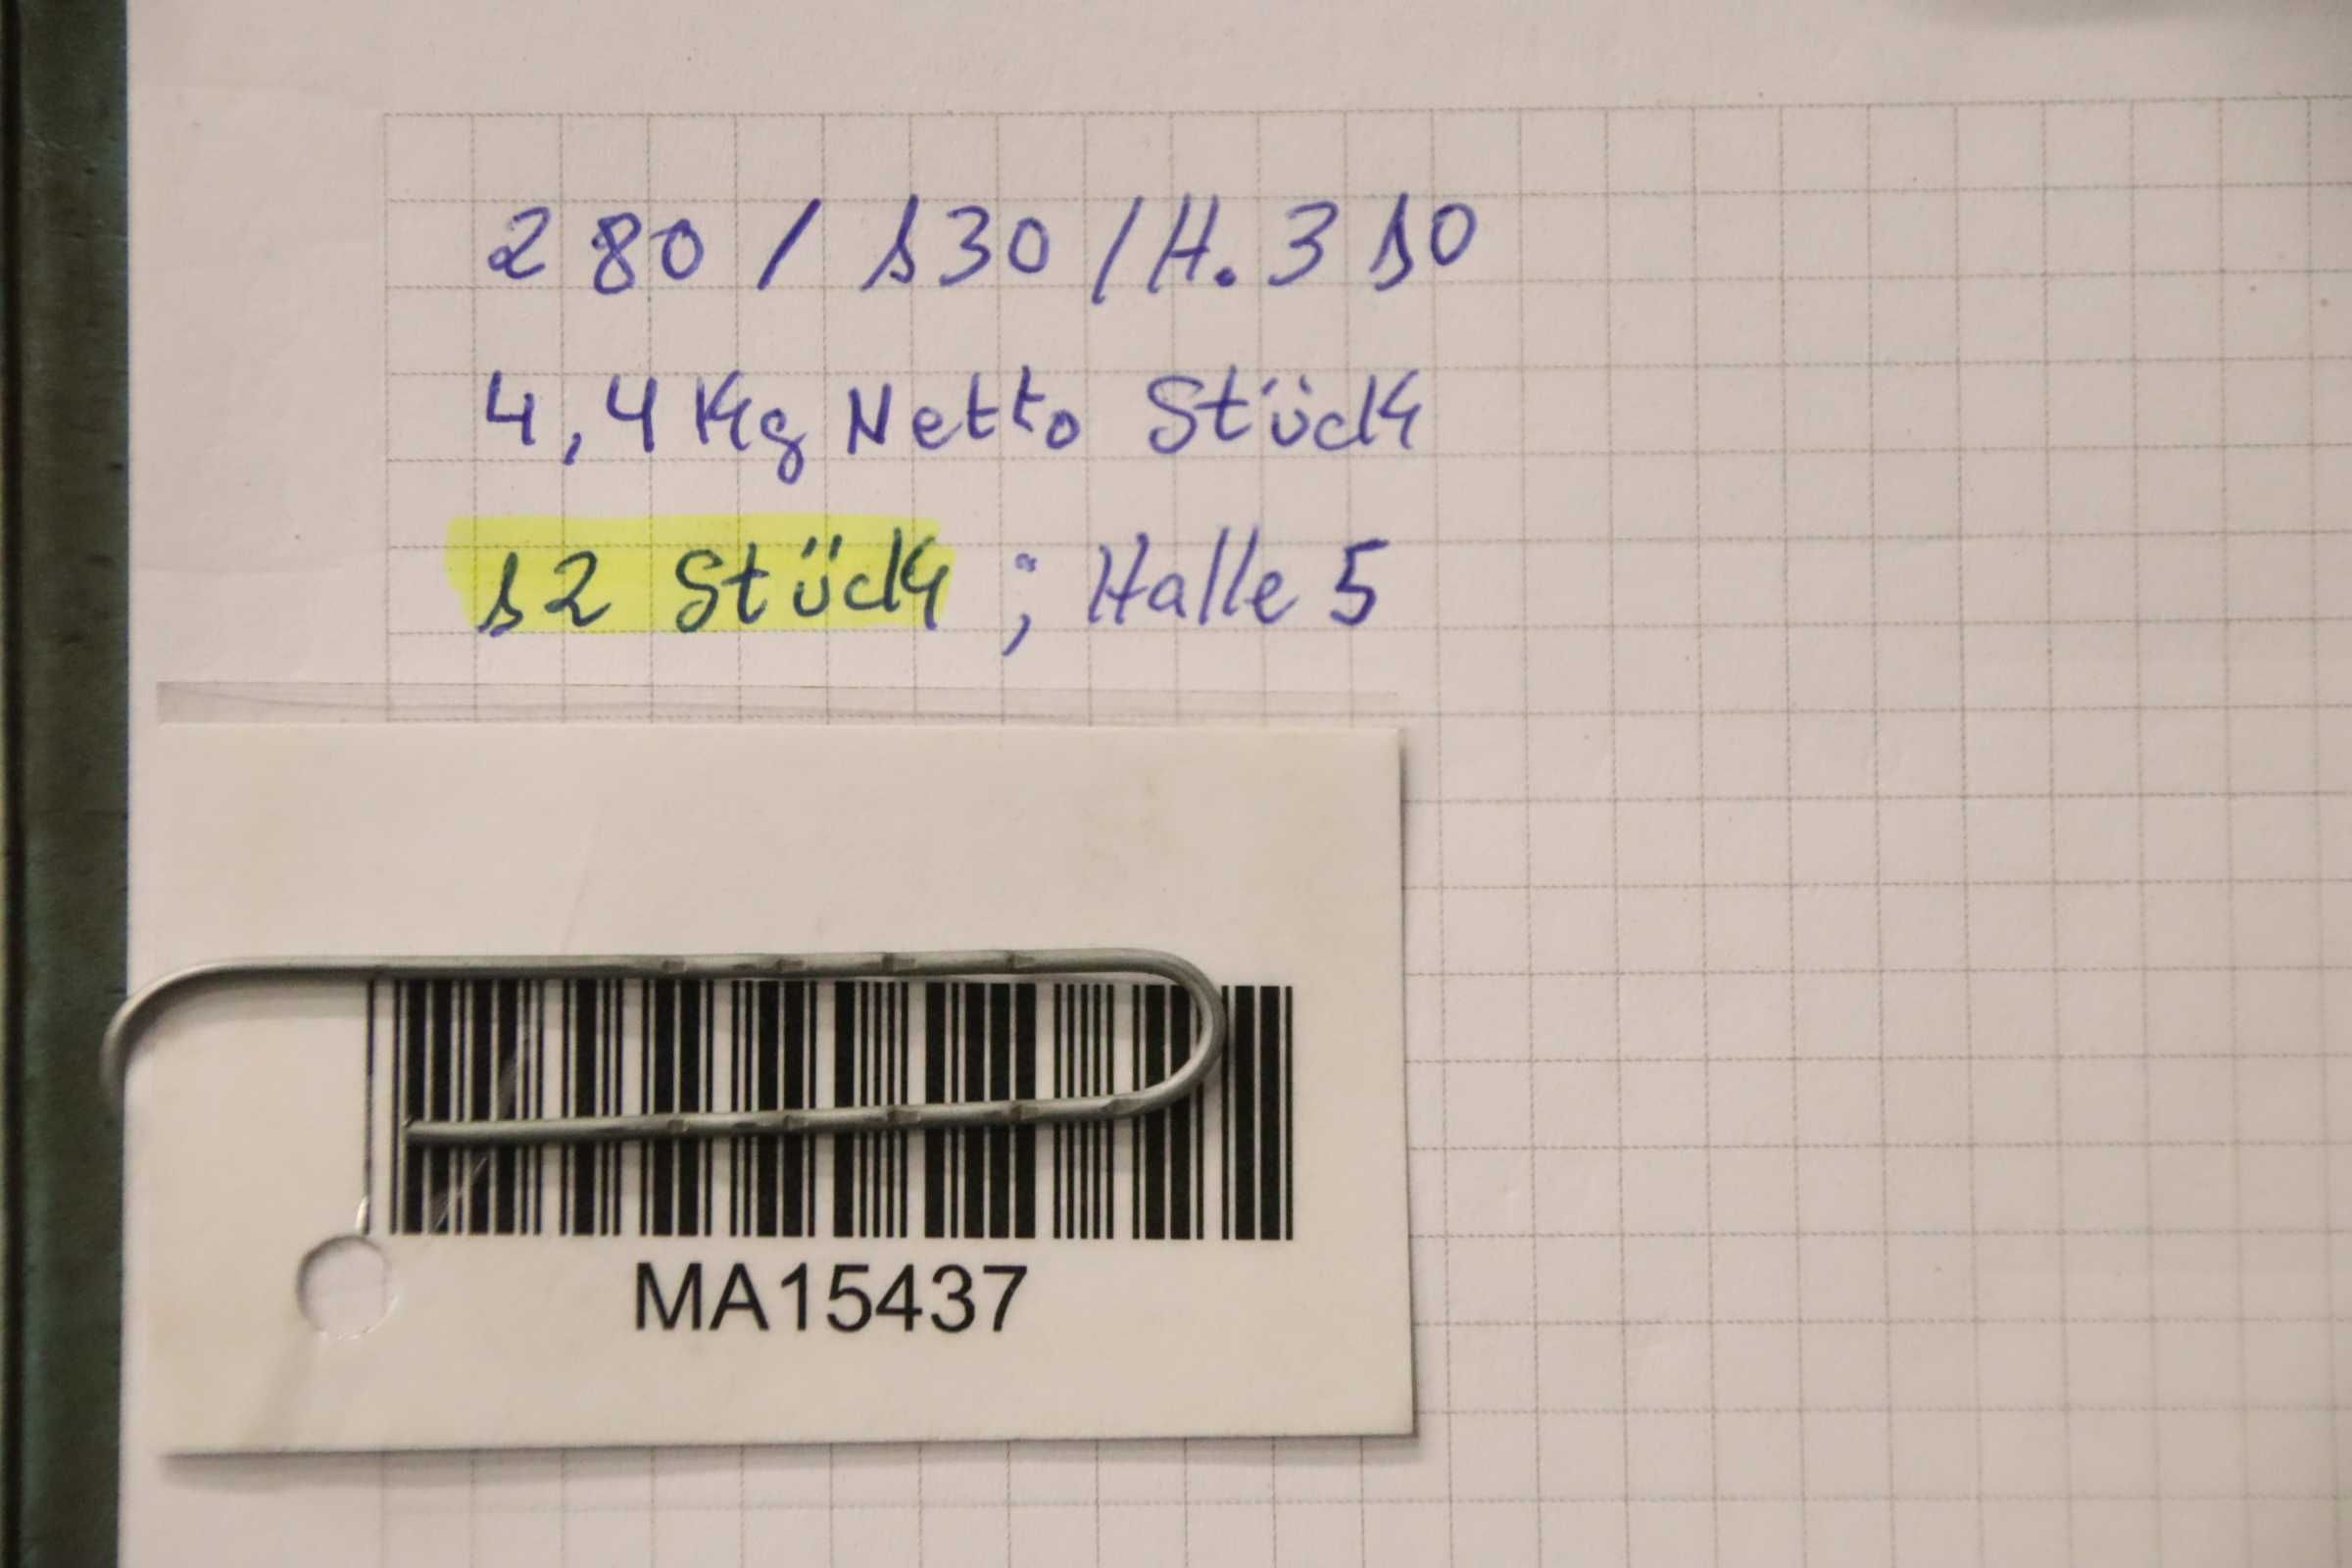 280 / 130 / H. 310
4,4 Kg Netto Stück
12 Stück ; Halle 5
MA15437